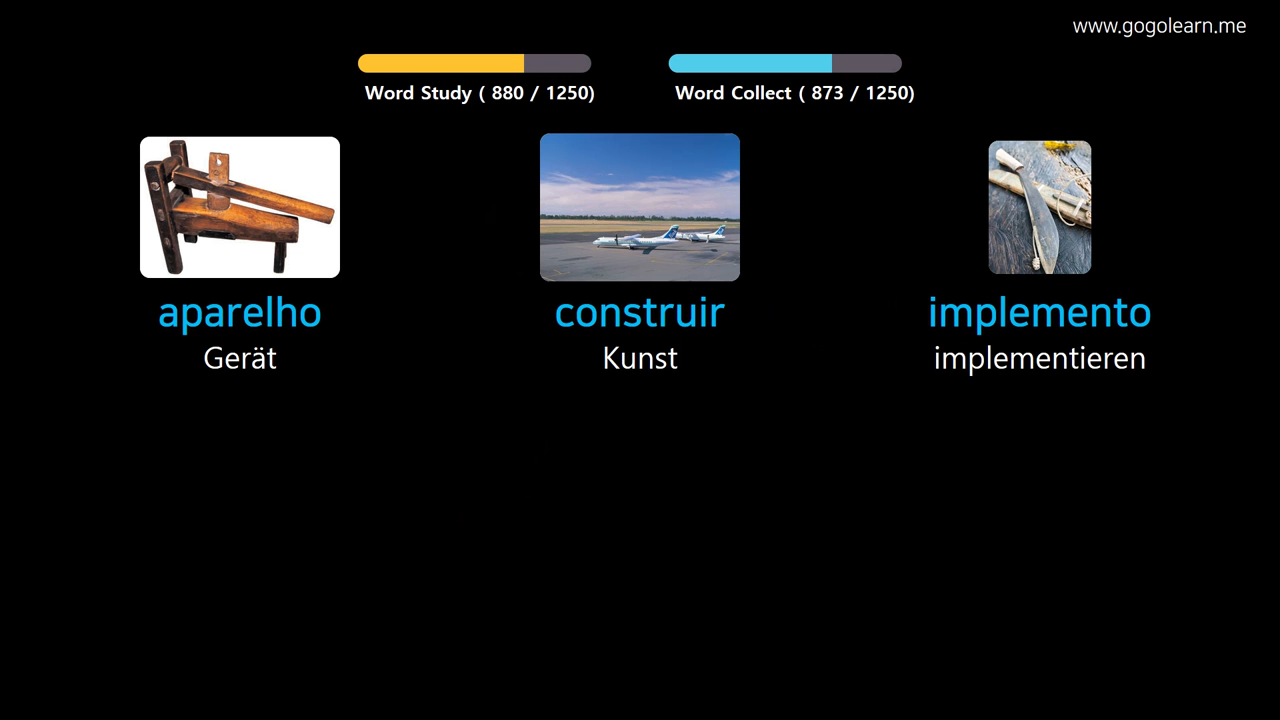 www.gogolearn.me
Word Study ( 880 / 1250)
Word Collect ( 873 / 1250)
aparelho
construir
implemento
Gerät
Kunst
implementieren